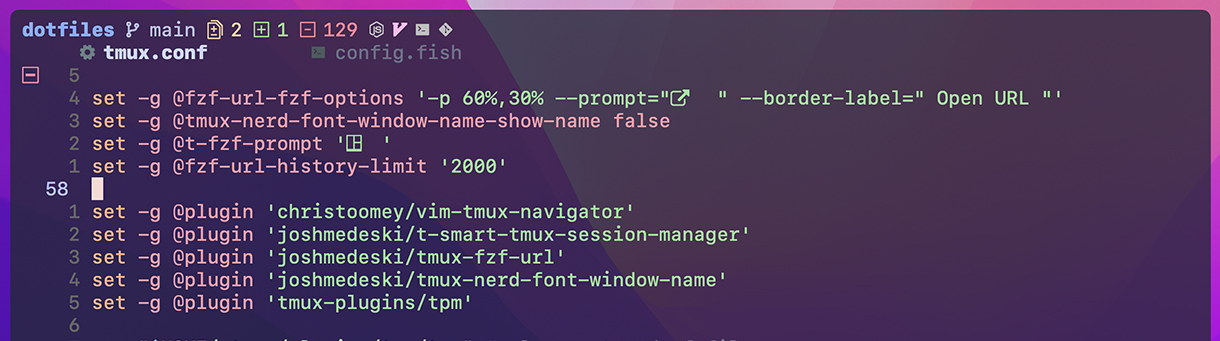 dotfiles main 2 1 129
tmux.conf config.fish
5
4 set -g @fzf-url-fzf-options '-p 60%,30% --prompt=" " --border-label=" Open URL "'
3 set -g @tmux-nerd-font-window-name-show-name false
2 set -g @t-fzf-prompt ' '
1 set -g @fzf-url-history-limit '2000'
58
1 set -g @plugin 'christoomey/vim-tmux-navigator'
2 set -g @plugin 'joshmedeski/t-smart-tmux-session-manager'
3 set -g @plugin 'joshmedeski/tmux-fzf-url'
4 set -g @plugin 'joshmedeski/tmux-nerd-font-window-name'
5 set -g @plugin 'tmux-plugins/tpm'
6